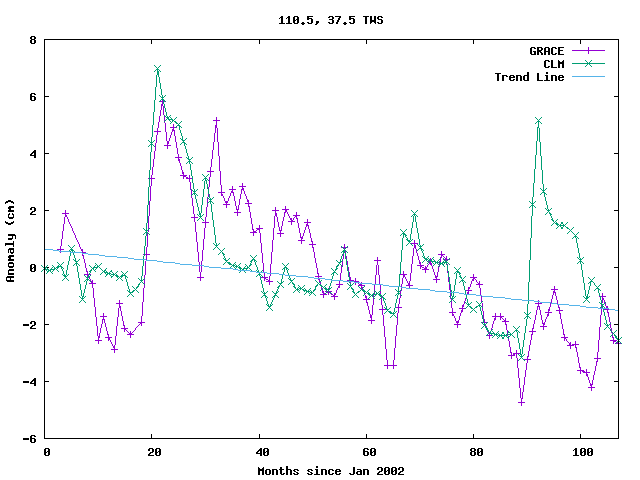 110.5, 37.5 TWS
GRACE
CLM
Trend Line
8
6
4
2
0
-2
-4
-6
Anomaly (cm)
0 20 40 60 80 100
Months since Jan 2002